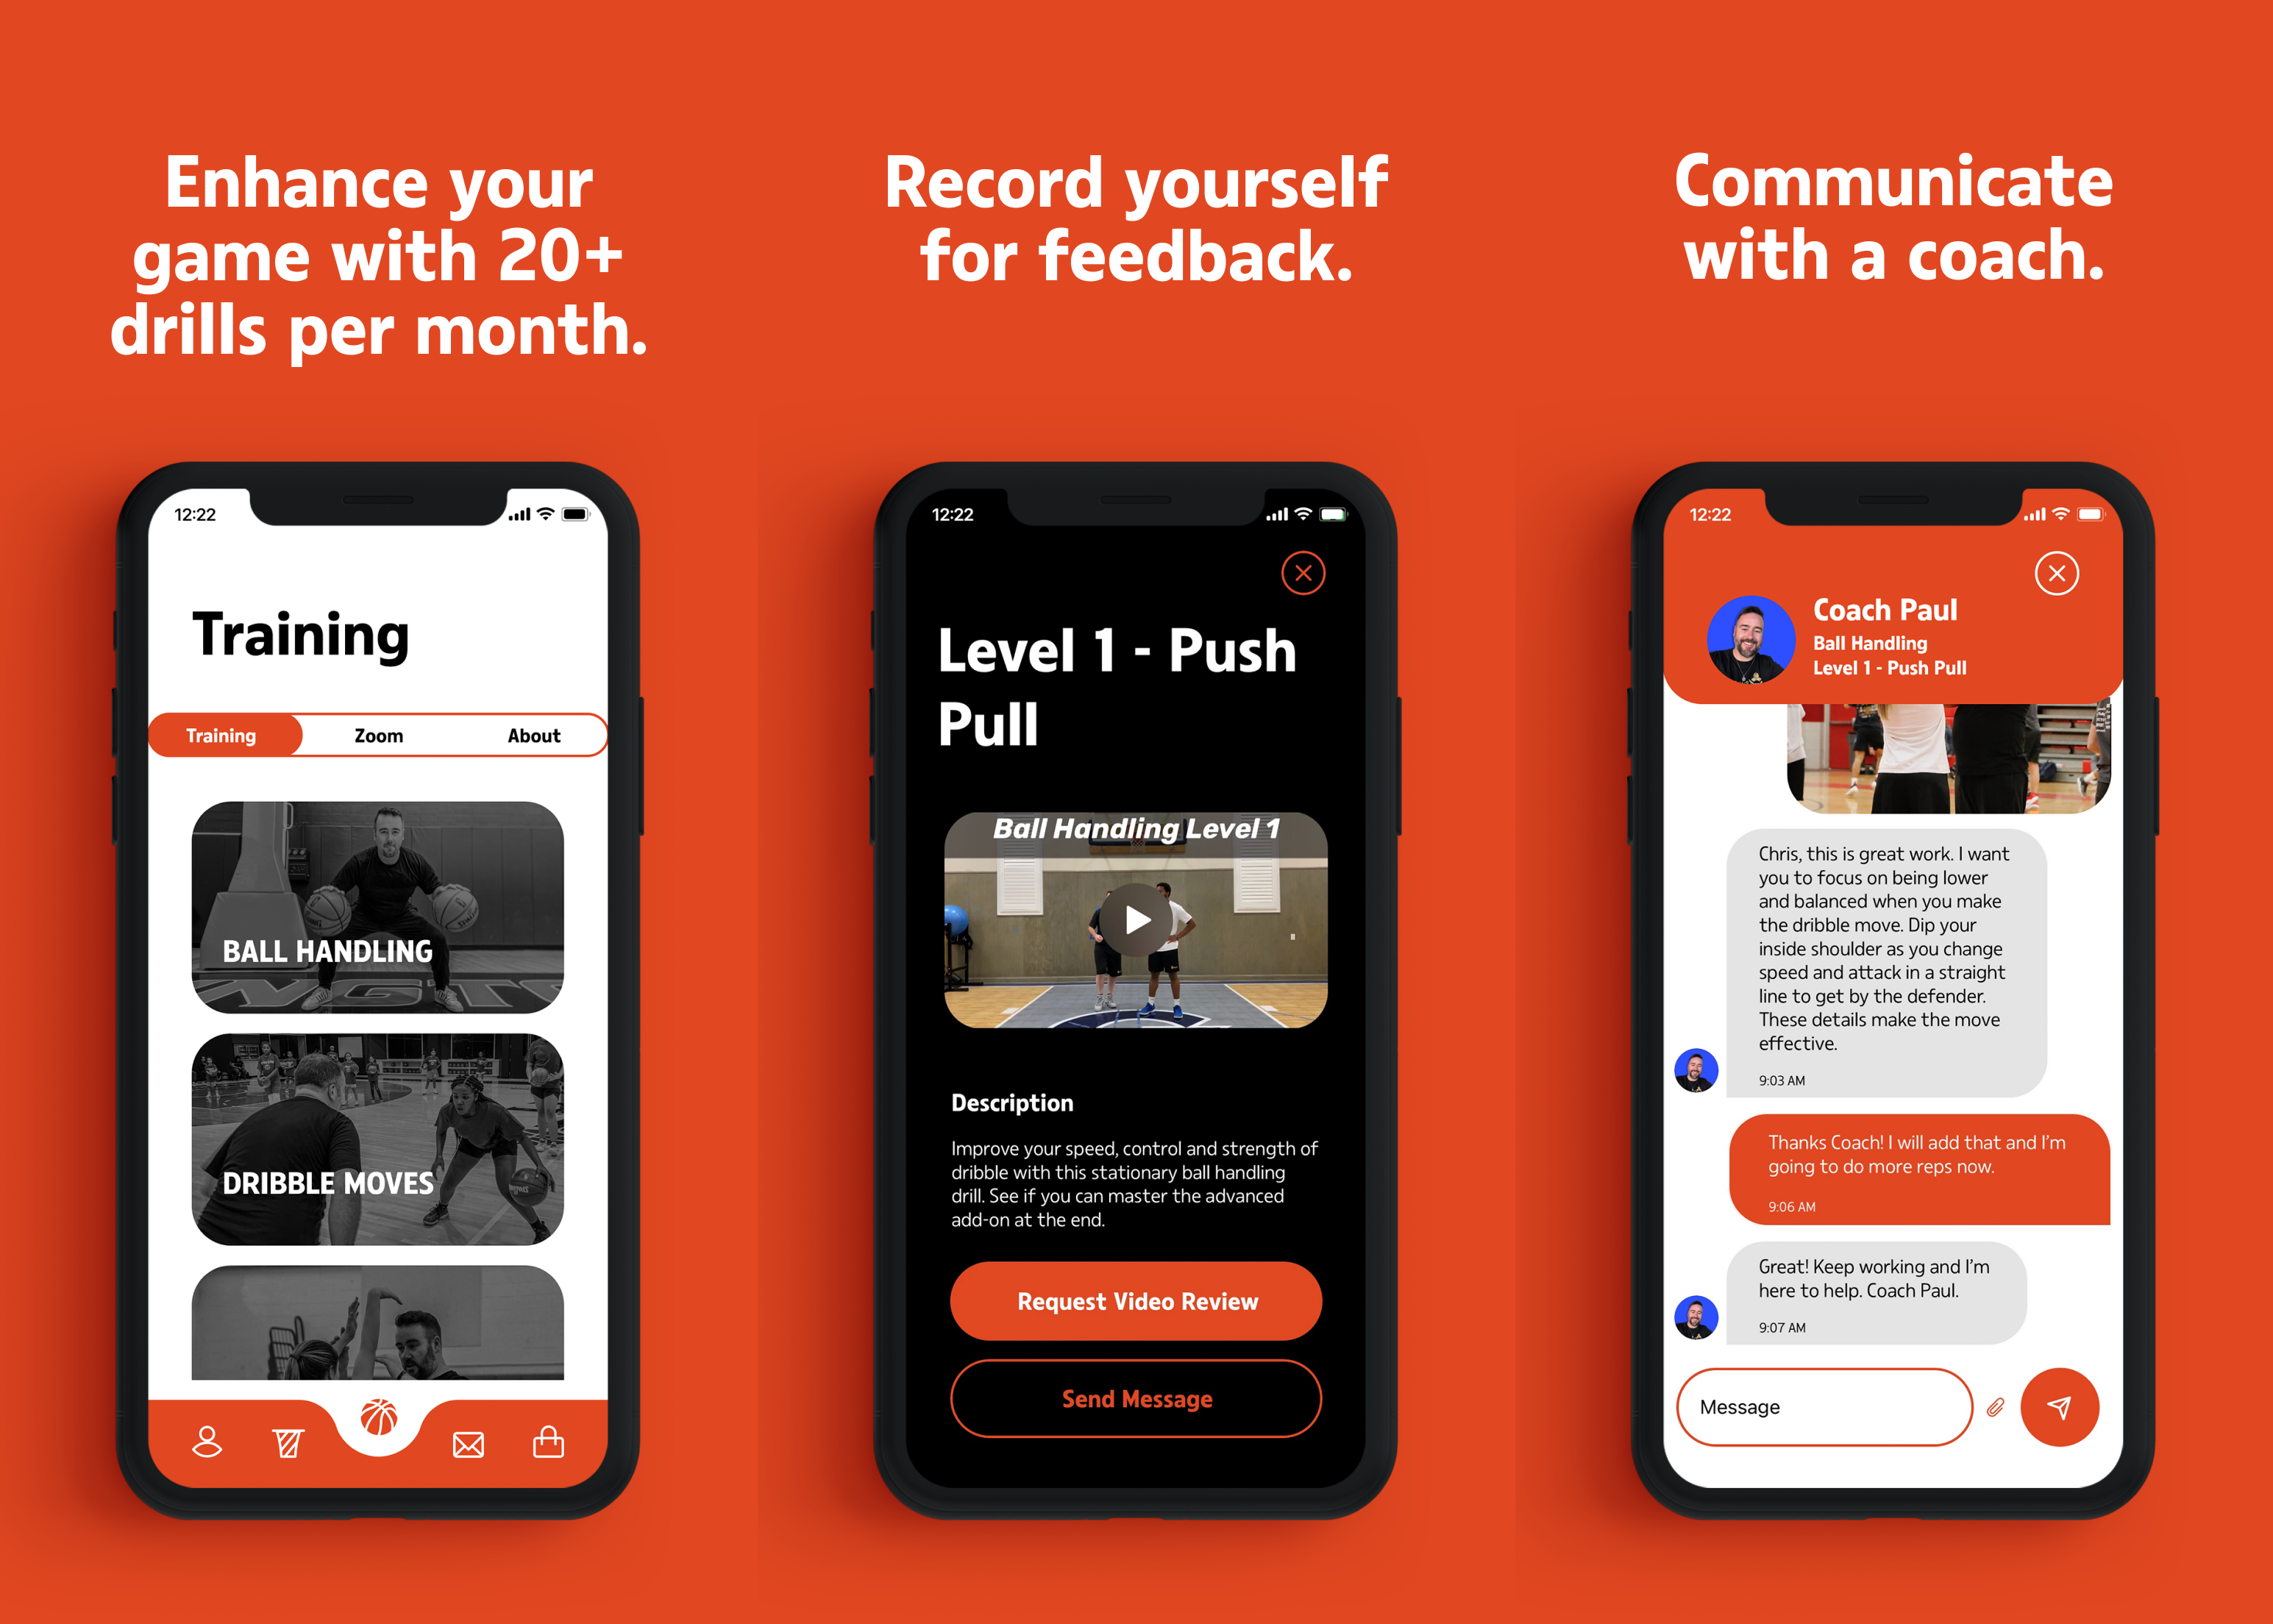 Enhance your
game with 20+
drills per month.
12:22
Training
Training
Zoom
About
BALL HANDLING
DRIBBLE MOVES
Record yourself
for feedback.
12:22
Level 1 - Push
Pull
Ball Handling Level 1
Description
Improve your speed, control and strength of
dribble with this stationary ball handling
drill. See if you can master the advanced
add-on at the end.
Request Video Review
Send Message
Communicate
with a coach.
12:22
Coach Paul
Ball Handling
Level 1 - Push Pull
Chris, this is great work. I want
you to focus on being lower
and balanced when you make
the dribble move. Dip your
inside shoulder as you change
speed and attack in a straight
line to get by the defender.
These details make the move
effective.
9:03 AM
Thanks Coach! I will add that and I'm
going to do more reps now.
9:06 AM
Great! Keep working and I'm
here to help. Coach Paul.
9:07 AM
Message